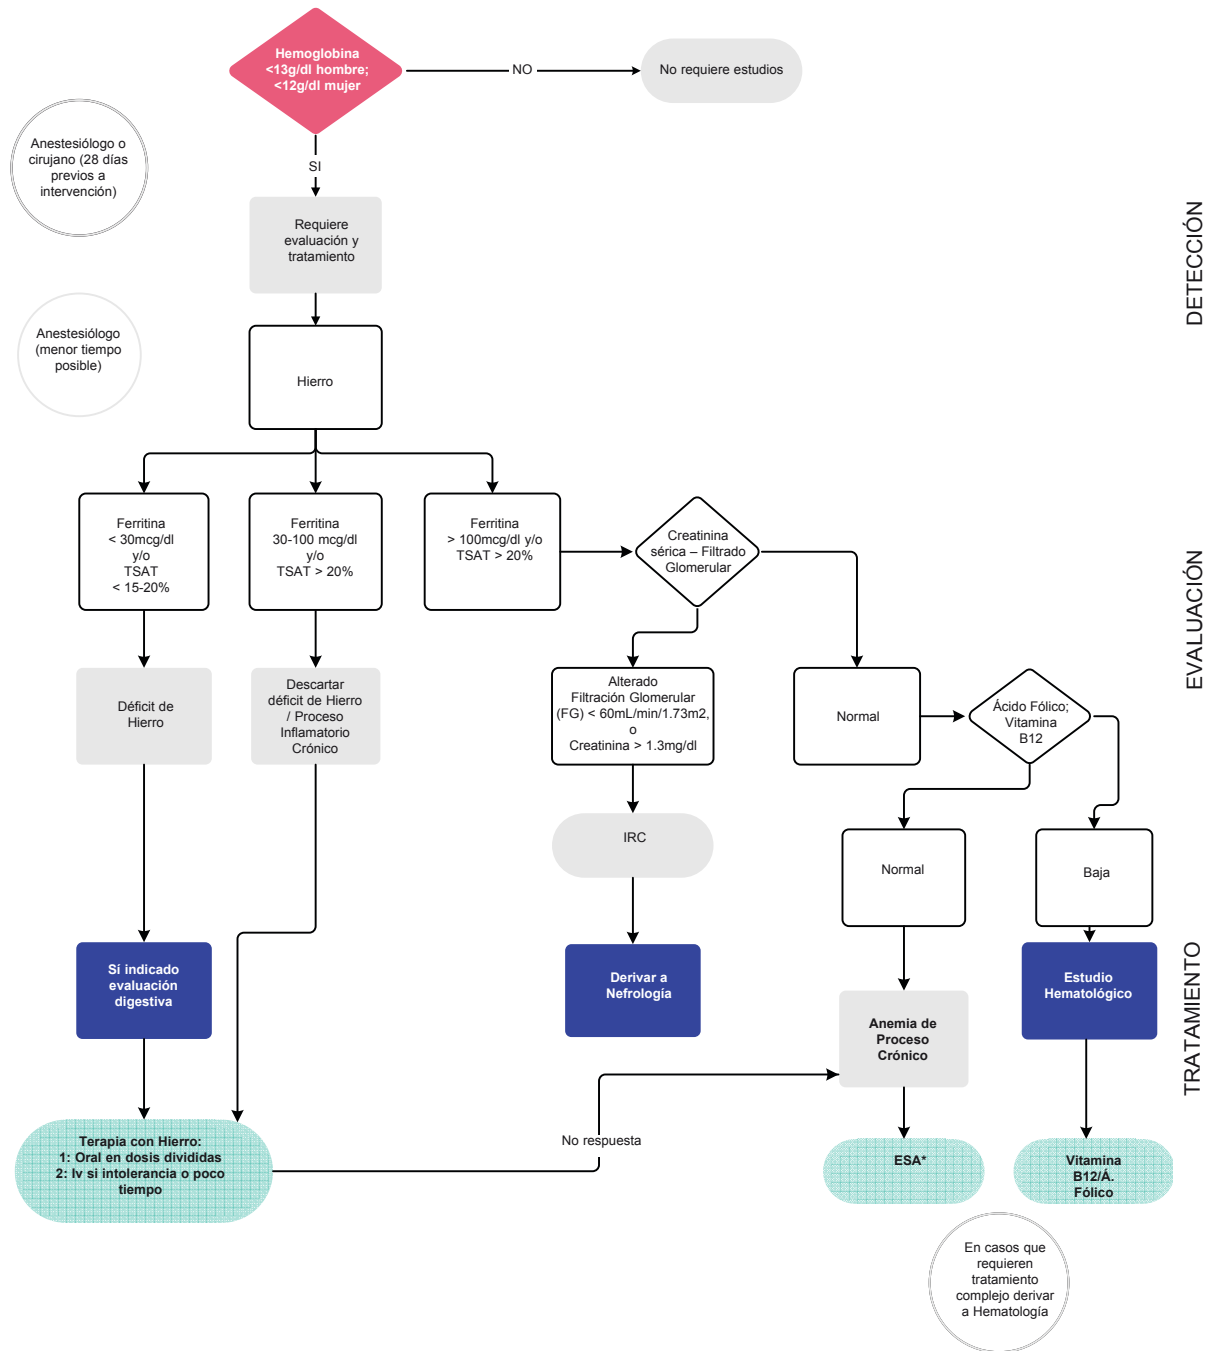 Hemoglobina
<13g/dl hombre;
<12g/dl mujer
NO
No requiere estudios
Anestesiólogo o
cirujano (28 días
previos a
intervención)
SI
Requiere
evaluación y
tratamiento
DETECCIÓN
Anestesiólogo
(menor tiempo
posible)
Hierro
Ferritina
< 30mcg/dl
y/o
TSAT
< 15-20%
Ferritina
30-100 mcg/dl
y/o
TSAT > 20%
Ferritina
> 100mcg/dl y/o
TSAT > 20%
Creatinina
sérica – Filtrado
Glomerular
EVALUACIÓN
Déficit de
Hierro
Descartar
déficit de Hierro
/ Proceso
Inflamatorio
Crónico
Alterado
Filtración Glomerular
(FG) < 60mL/min/1.73m2,
o
Creatinina > 1.3mg/dl
Normal
Ácido Fólico;
Vitamina
B12
IRC
Normal
Baja
Sí indicado
evaluación
digestiva
Derivar a
Nefrología
Anemia de
Proceso
Crónico
Estudio
Hematológico
TRATAMIENTO
Terapia con Hierro:
1: Oral en dosis divididas
2: Iv si intolerancia o poco
tiempo
No respuesta
ESA*
Vitamina
B12/Á.
Fólico
En casos que
requieren
tratamiento
complejo derivar
a Hematología